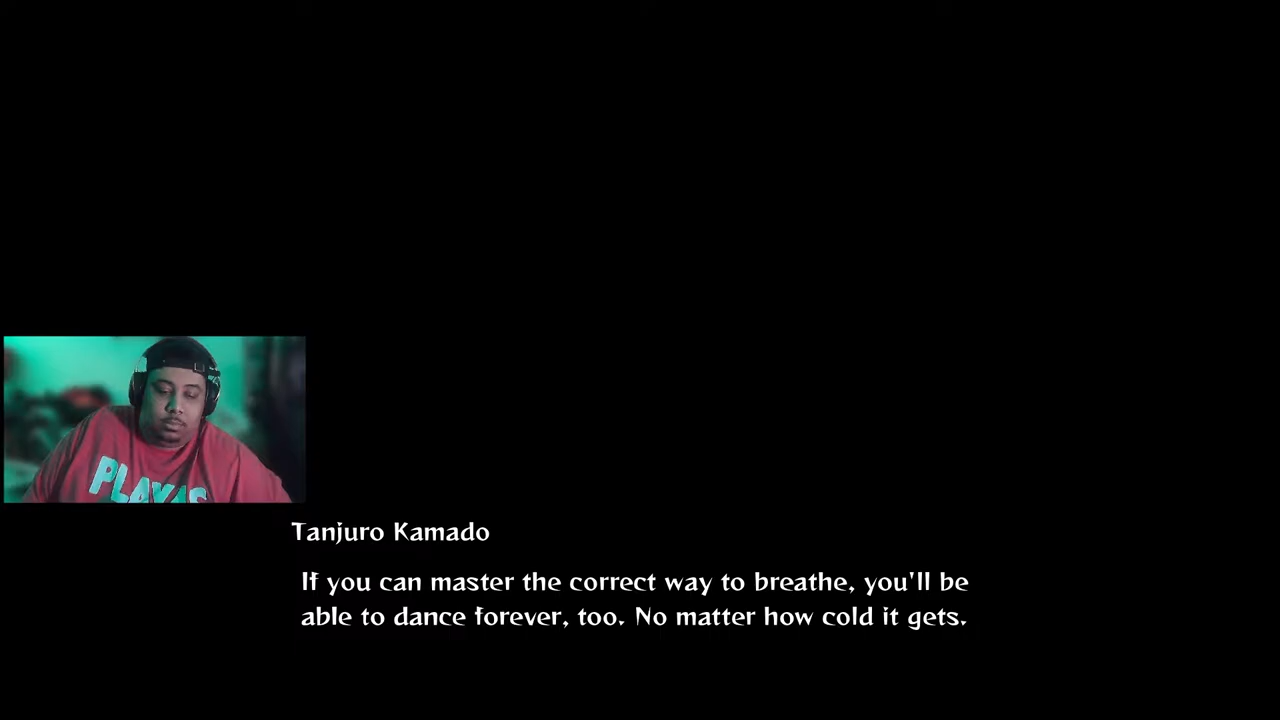 PLAYAS
Tanjuro Kamado
If you can master the correct way to breathe, you'll be
able to dance forever, too. No matter how cold it gets.